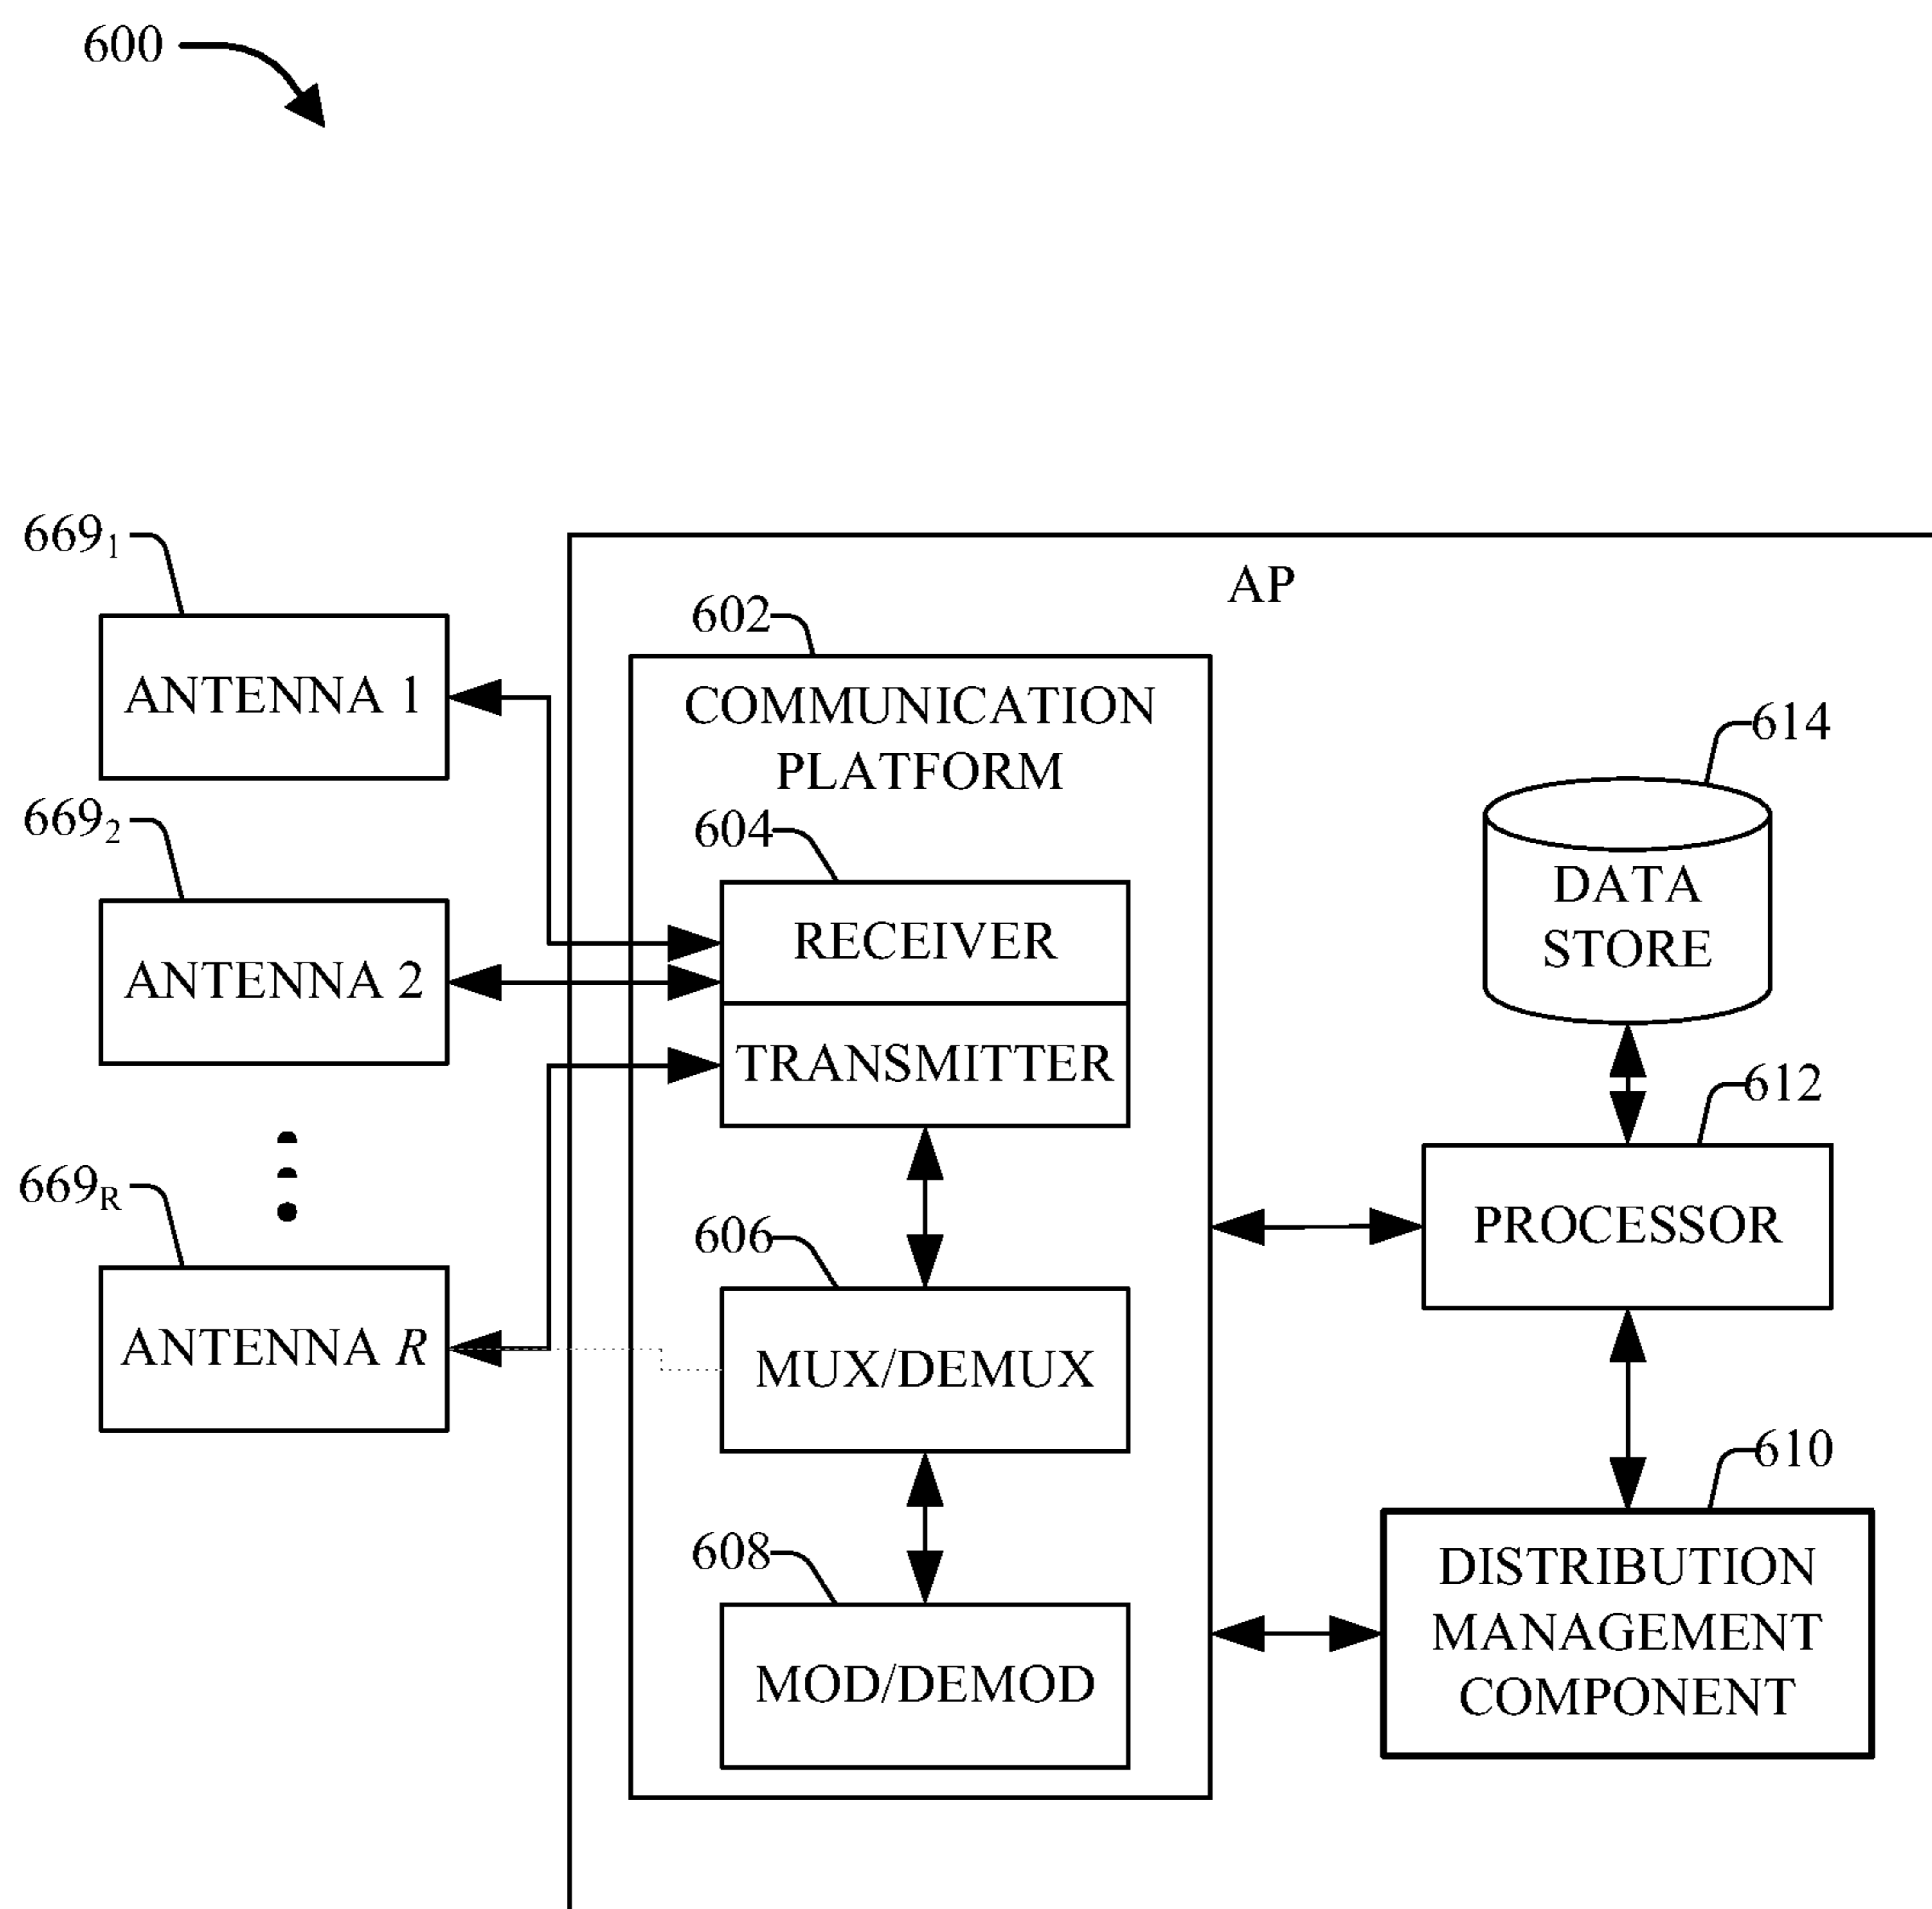 600
669₁
AP
602
ANTENNA 1
COMMUNICATION
PLATFORM
614
669₂
604
DATA
STORE
RECEIVER
ANTENNA 2
TRANSMITTER
612
669R
606
PROCESSOR
ANTENNA R
MUX/DEMUX
610
608
DISTRIBUTION
MANAGEMENT
COMPONENT
MOD/DEMOD